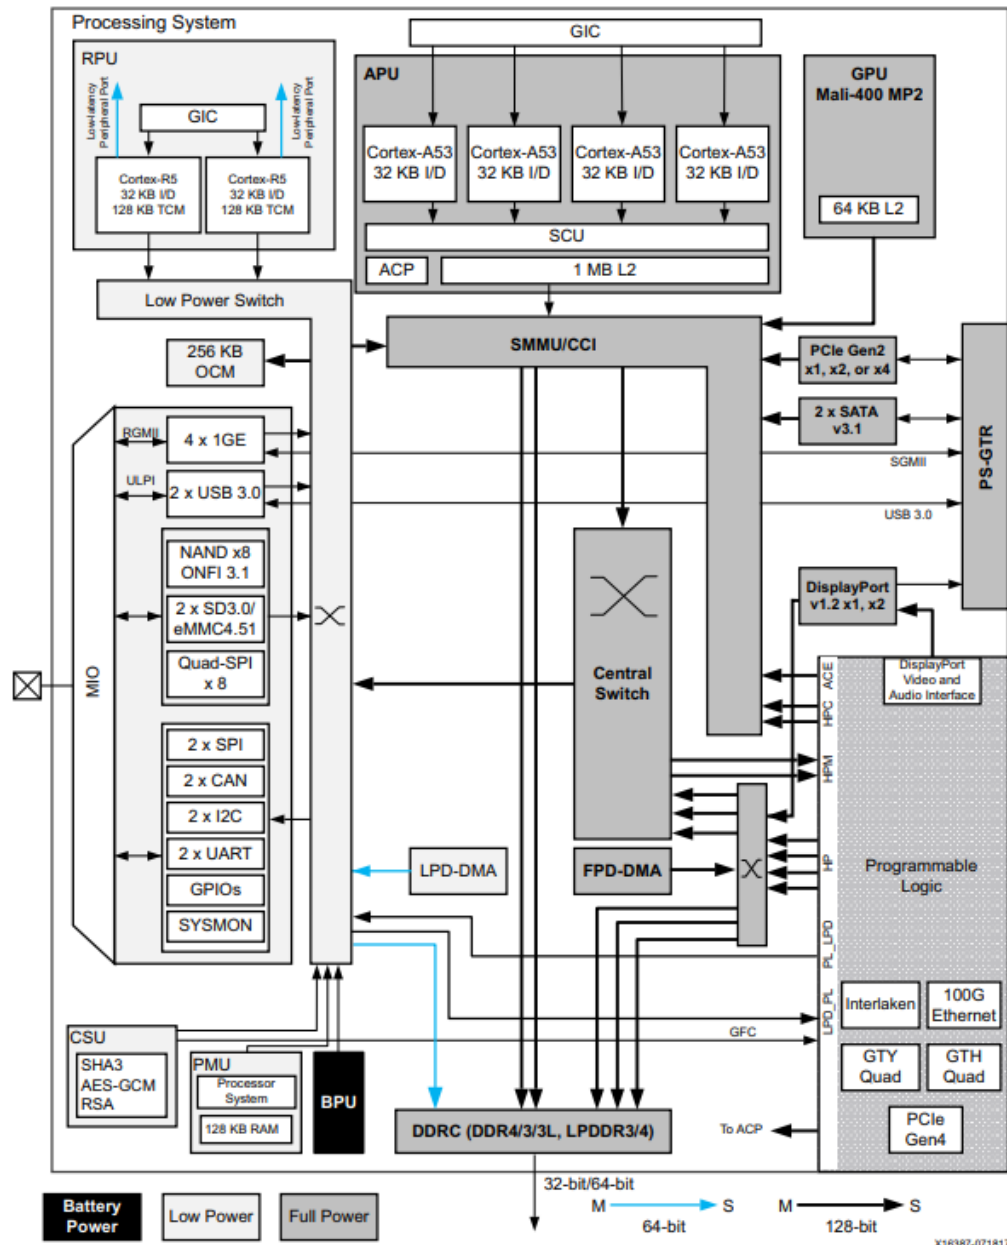 Processing System
RPU
Low-latency
Peripheral Port
Low-latency
Peripheral Port
GIC
Cortex-R5
32 KB I/D
128 KB TCM
Cortex-R5
32 KB I/D
128 KB TCM
GIC
APU
Cortex-A53
32 KB I/D
Cortex-A53
32 KB I/D
Cortex-A53
32 KB I/D
Cortex-A53
32 KB I/D
SCU
ACP
1 MB L2
GPU
Mali-400 MP2
64 KB L2
Low Power Switch
256 KB
OCM
SMMU/CCI
PCIe Gen2
x1, x2, or x4
2 x SATA
v3.1
PS-GTR
SGMII
USB 3.0
RGMII
4 x 1GE
ULPI
2 x USB 3.0
NAND x8
ONFI 3.1
2 x SD3.0/
eMMC4.51
Quad-SPI
x 8
MIO
2 x SPI
2 x CAN
2 x I2C
2 x UART
GPIOs
SYSMON
Central
Switch
DisplayPort
v1.2 x1, x2
DisplayPort
Video and
Audio Interface
ACE
HPC
HPM
HP
PL_LPD
LPD_PL
LPD-DMA
FPD-DMA
Programmable
Logic
Interlaken
100G
Ethernet
GTY
Quad
GTH
Quad
PCIe
Gen4
GFC
CSU
SHA3
AES-GCM
RSA
PMU
Processor
System
128 KB RAM
BPU
DDRC (DDR4/3/3L, LPDDR3/4)
To ACP
32-bit/64-bit
Battery
Power
Low Power
Full Power
M
S
64-bit
M
S
128-bit